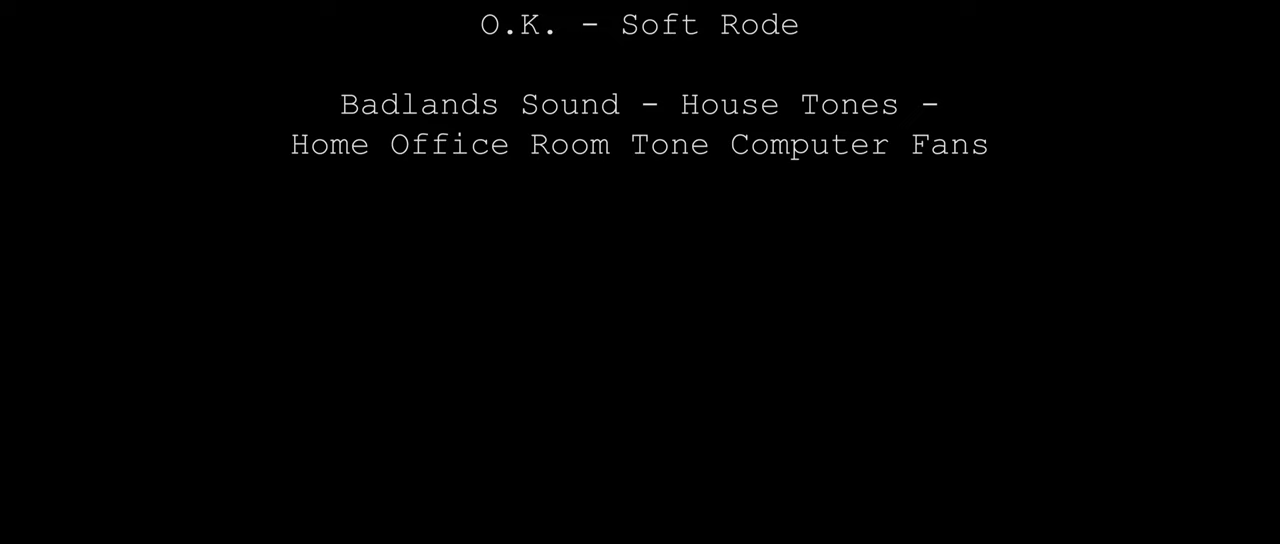 O.K. - Soft Rode
Badlands Sound - House Tones -
Home Office Room Tone Computer Fans